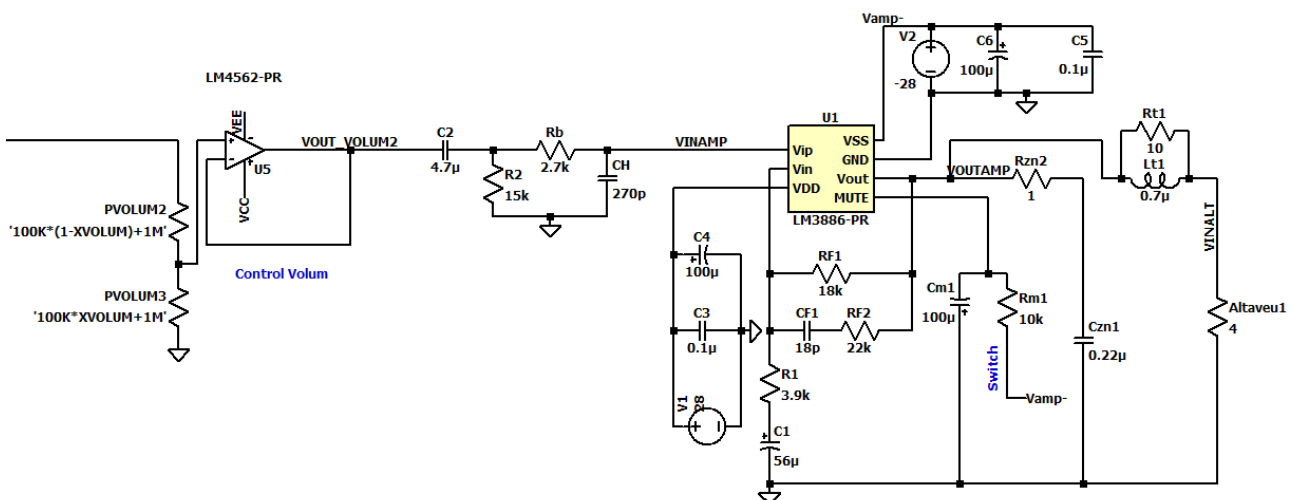 Vamp-
V2
-28
C6
100µ
C5
0.1µ
LM4562-PR
VEE
VCC
U5
VOUT_VOLUM2
C2
4.7µ
R2
15k
Rb
2.7k
CH
270p
VINAMP
U1
Vip
Vin
VDD
VSS
GND
Vout
MUTE
LM3886-PR
VOUTAMP
Rzn2
1
Rt1
10
Lt1
0.7µ
VINALT
PVOLUM2
'100K*(1-XVOLUM)+1M'
Control Volum
PVOLUM3
'100K*XVOLUM+1M'
C4
100µ
C3
0.1µ
V1
28
RF1
18k
CF1
18p
RF2
22k
R1
3.9k
C1
56µ
Cm1
100µ
Rm1
10k
Switch
Vamp-
Czn1
0.22µ
Altaveu1
4